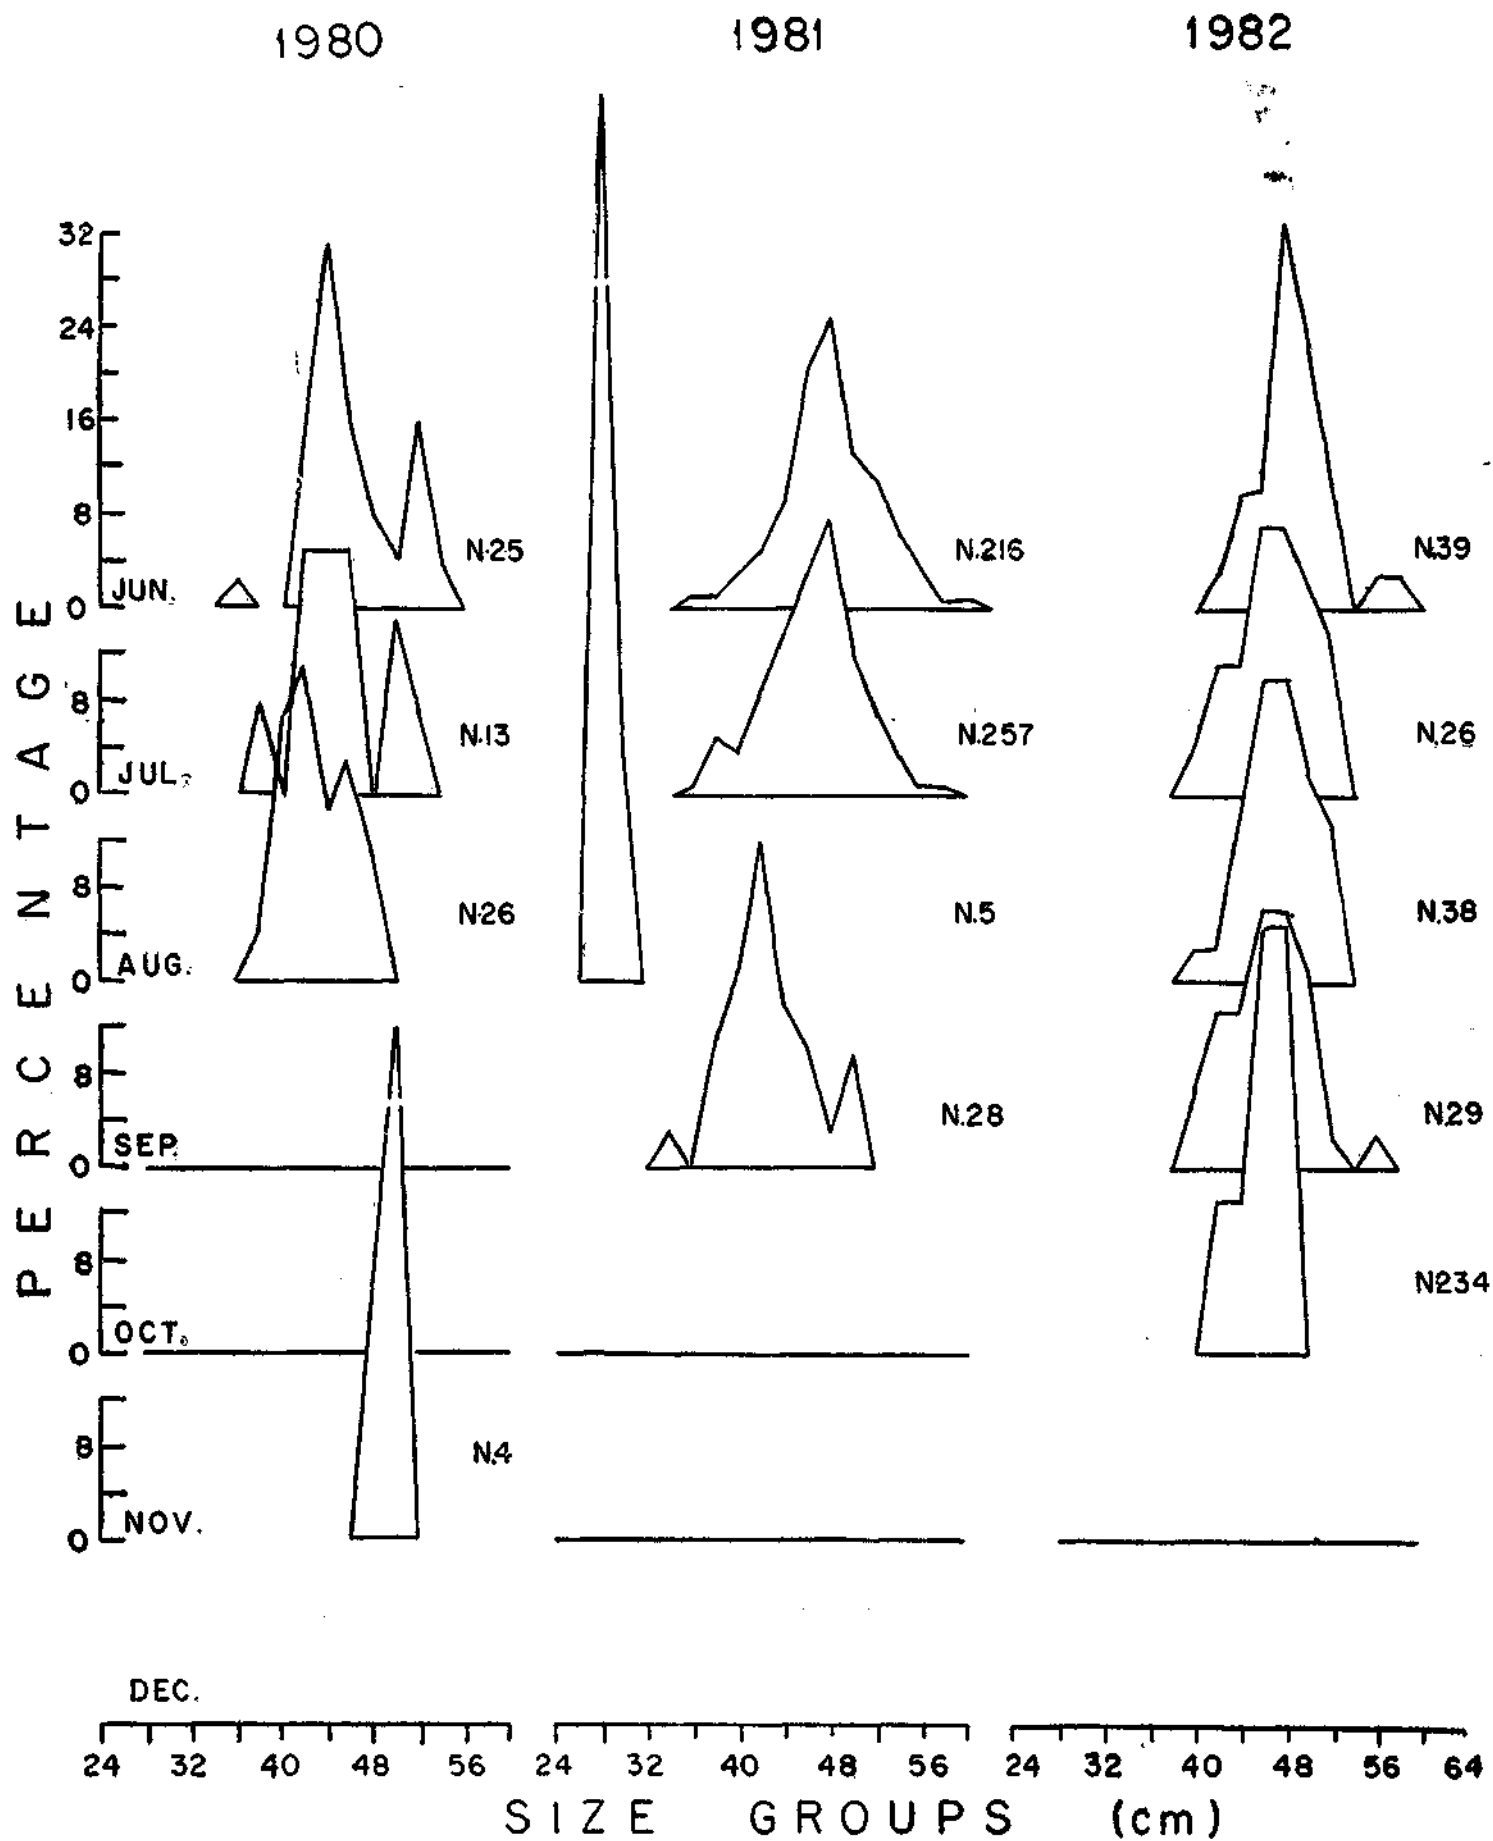 1980 1981 1982
32
24
16
8
0 JUN. N.25 N.216 N.39
8
0 JUL. N.13 N.257 N.26
8
0 AUG. N.26 N.5 N.38
8
0 SEP. N.28 N.29
8
0 OCT. N.234
8
0 NOV. N.4
DEC.
24 32 40 48 56 24 32 40 48 56 24 32 40 48 56 64
SIZE GROUPS (cm)
PERCENTAGE